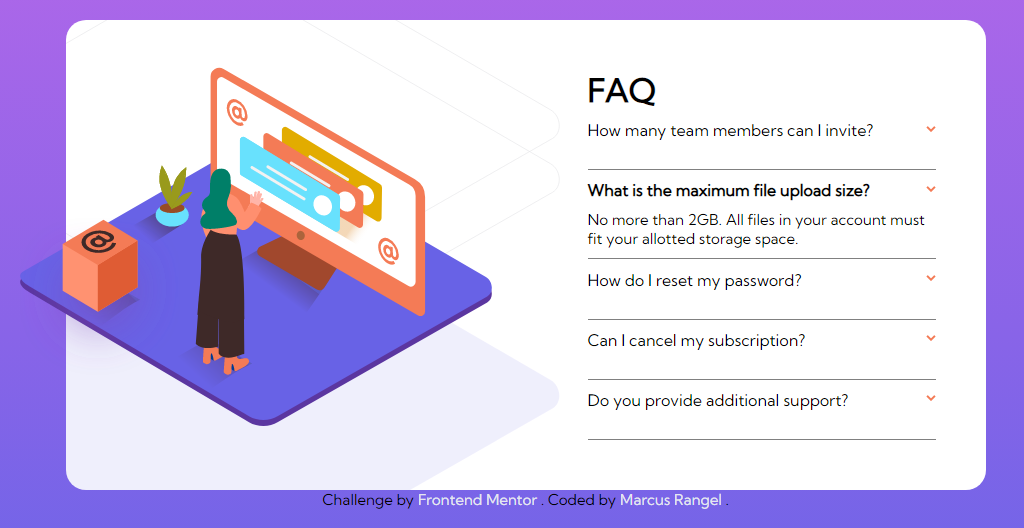 FAQ
How many team members can I invite?
What is the maximum file upload size?
No more than 2GB. All files in your account must
fit your allotted storage space.
How do I reset my password?
Can I cancel my subscription?
Do you provide additional support?
@
@
@
Challenge by Frontend Mentor . Coded by Marcus Rangel .